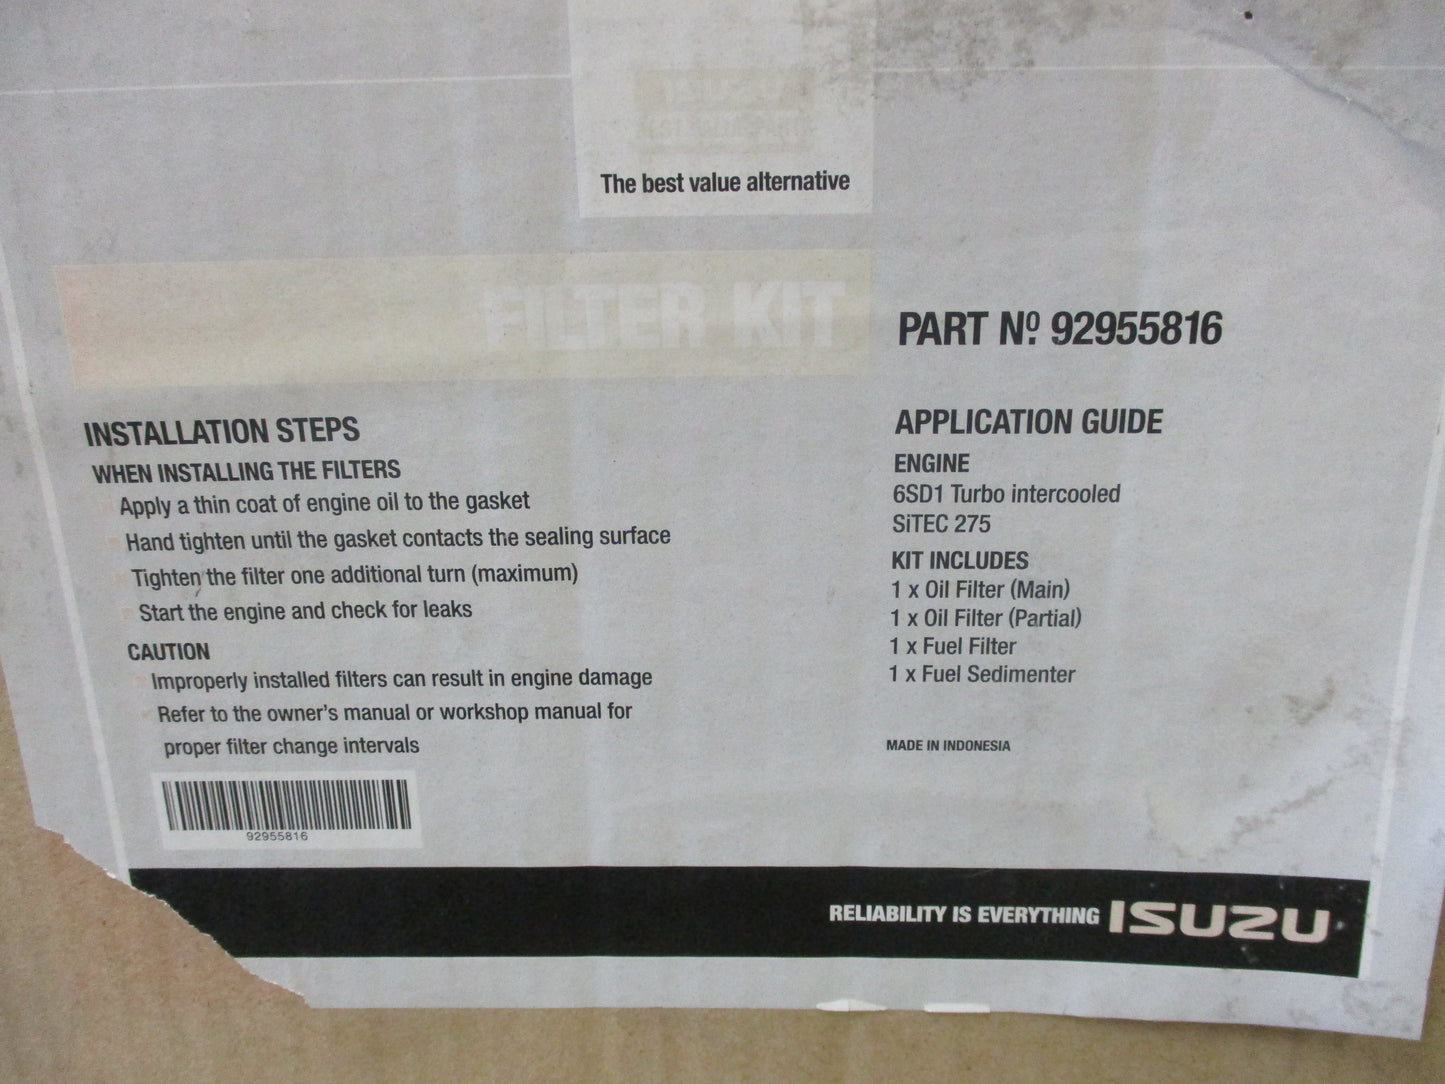 ISUZU
The best value alternative
FILTER KIT
PART Nº 92955816
INSTALLATION STEPS
WHEN INSTALLING THE FILTERS
Apply a thin coat of engine oil to the gasket
Hand tighten until the gasket contacts the sealing surface
Tighten the filter one additional turn (maximum)
Start the engine and check for leaks
CAUTION
Improperly installed filters can result in engine damage
Refer to the owner's manual or workshop manual for
proper filter change intervals
92955816
APPLICATION GUIDE
ENGINE
6SD1 Turbo intercooled
SiTEC 275
KIT INCLUDES
1 x Oil Filter (Main)
1 x Oil Filter (Partial)
1 x Fuel Filter
1 x Fuel Sedimenter
MADE IN INDONESIA
RELIABILITY IS EVERYTHING ISUZU